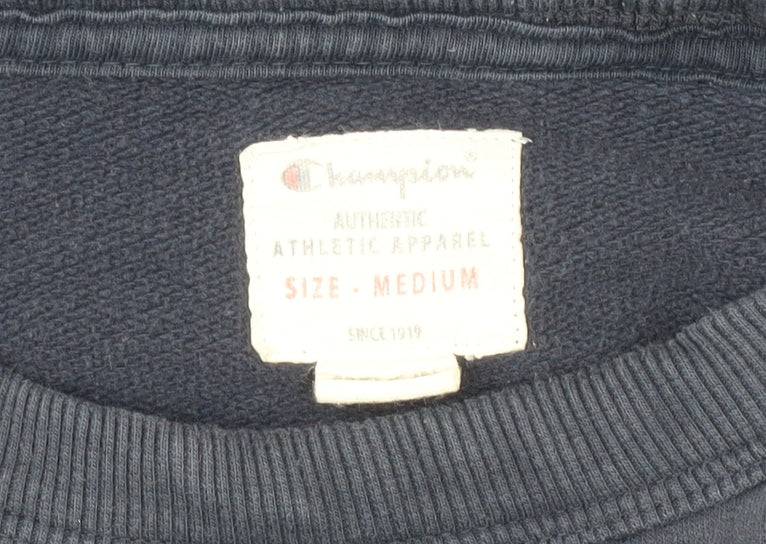 Champion®
AUTHENTIC
ATHLETIC APPAREL
SIZE - MEDIUM
SINCE 1919